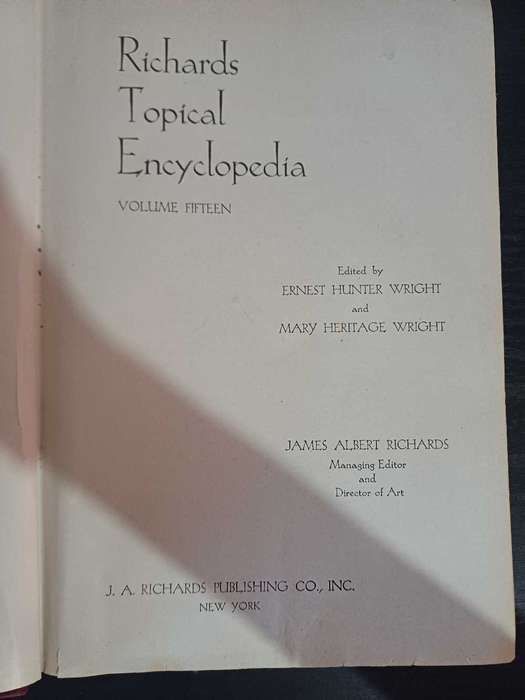 Richards
Topical
Encyclopedia
VOLUME FIFTEEN
Edited by
ERNEST HUNTER WRIGHT
and
MARY HERITAGE WRIGHT
JAMES ALBERT RICHARDS
Managing Editor
and
Director of Art
J. A. RICHARDS PUBLISHING CO., INC.
NEW YORK